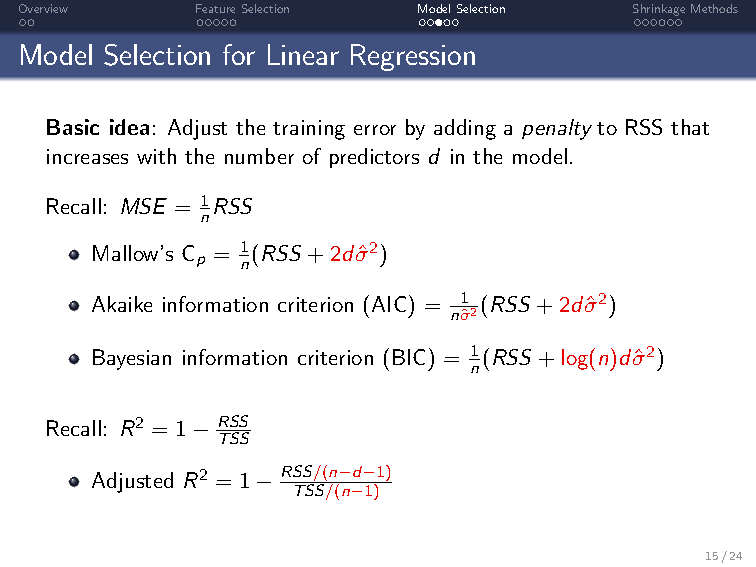 Overview Feature Selection Model Selection Shrinkage Methods
Model Selection for Linear Regression
Basic idea: Adjust the training error by adding a penalty to RSS that
increases with the number of predictors d in the model.
Recall: MSE = 1/n RSS
Mallow's Cₚ = 1/n (RSS + 2dσ̂²)
Akaike information criterion (AIC) = 1/nσ̂² (RSS + 2dσ̂²)
Bayesian information criterion (BIC) = 1/n (RSS + log(n)dσ̂²)
Recall: R² = 1 − RSS/TSS
Adjusted R² = 1 − RSS/(n−d−1) / TSS/(n−1)
15 / 24